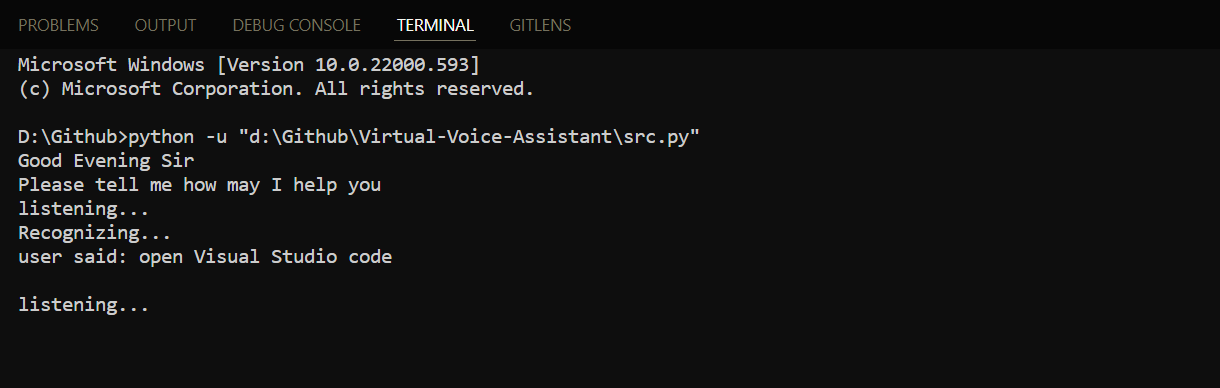 PROBLEMS OUTPUT DEBUG CONSOLE TERMINAL GITLENS
Microsoft Windows [Version 10.0.22000.593]
(c) Microsoft Corporation. All rights reserved.
D:\Github>python -u "d:\Github\Virtual-Voice-Assistant\src.py"
Good Evening Sir
Please tell me how may I help you
listening...
Recognizing...
user said: open Visual Studio code
listening...